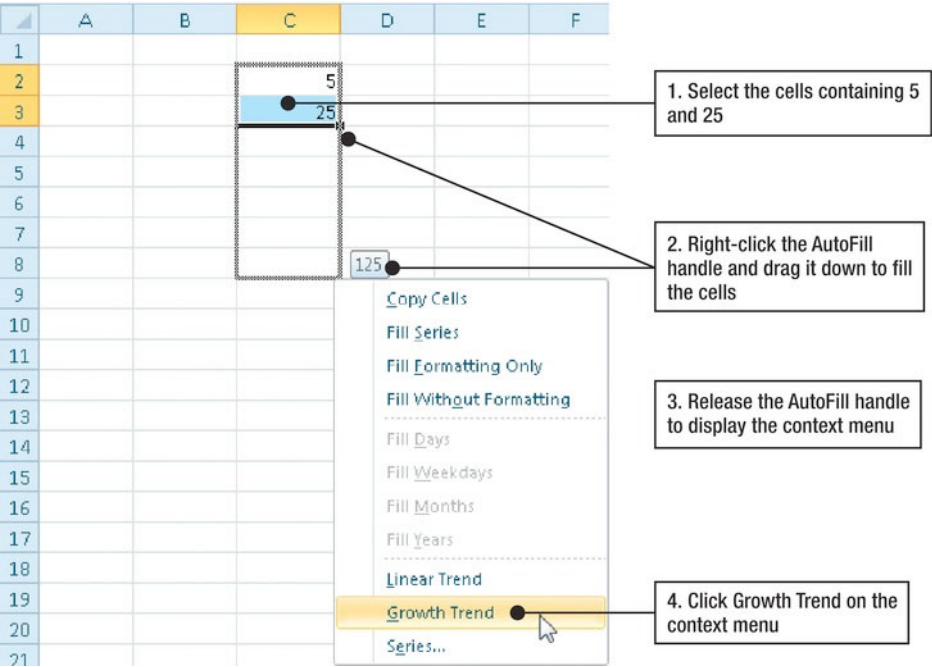 A B C D E F
1
2 5
3 25
4
5
6
7
8 125
9
10
11
12
13
14
15
16
17
18
19
20
21
1. Select the cells containing 5
and 25
2. Right-click the AutoFill
handle and drag it down to fill
the cells
3. Release the AutoFill handle
to display the context menu
Copy Cells
Fill Series
Fill Formatting Only
Fill Without Formatting
Fill Days
Fill Weekdays
Fill Months
Fill Years
Linear Trend
Growth Trend
Series...
4. Click Growth Trend on the
context menu